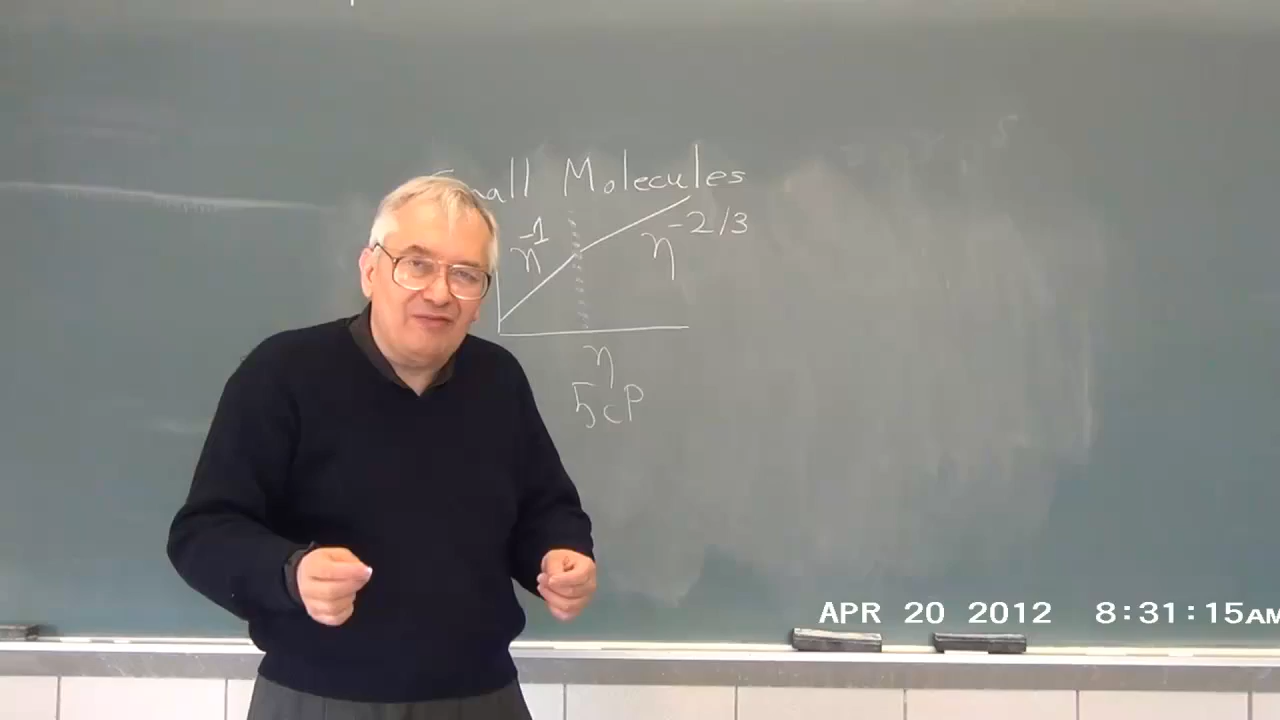 Small Molecules
η-1
η-2/3
η
5cP
APR 20 2012 8:31:15AM